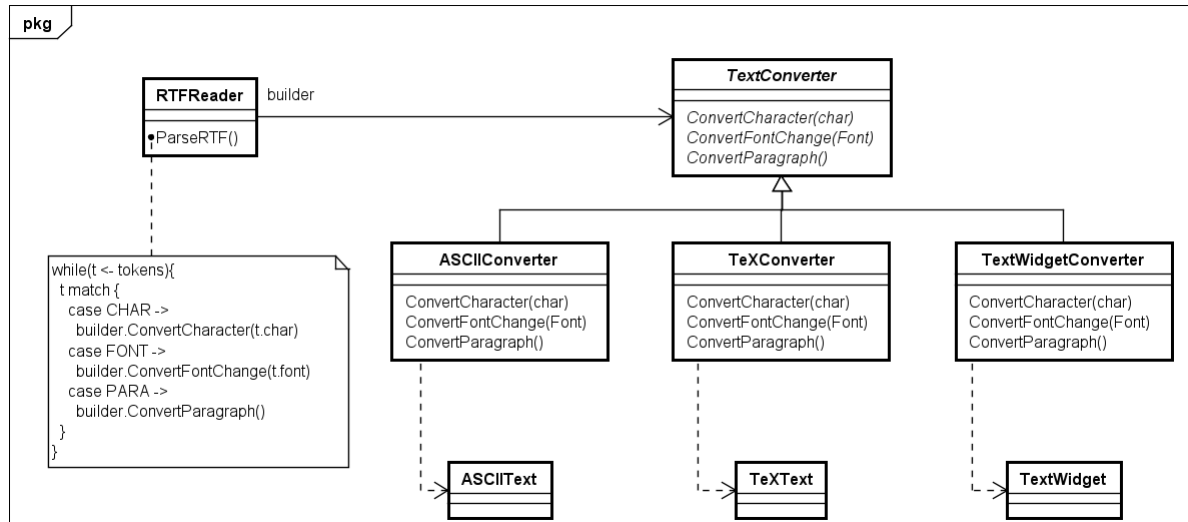 pkg
RTFReader
ParseRTF()
builder
TextConverter
ConvertCharacter(char)
ConvertFontChange(Font)
ConvertParagraph()
while(t <- tokens){
t match {
case CHAR ->
builder.ConvertCharacter(t.char)
case FONT ->
builder.ConvertFontChange(t.font)
case PARA ->
builder.ConvertParagraph()
}
}
ASCIIConverter
ConvertCharacter(char)
ConvertFontChange(Font)
ConvertParagraph()
TeXConverter
ConvertCharacter(char)
ConvertFontChange(Font)
ConvertParagraph()
TextWidgetConverter
ConvertCharacter(char)
ConvertFontChange(Font)
ConvertParagraph()
ASCIIText
TeXText
TextWidget